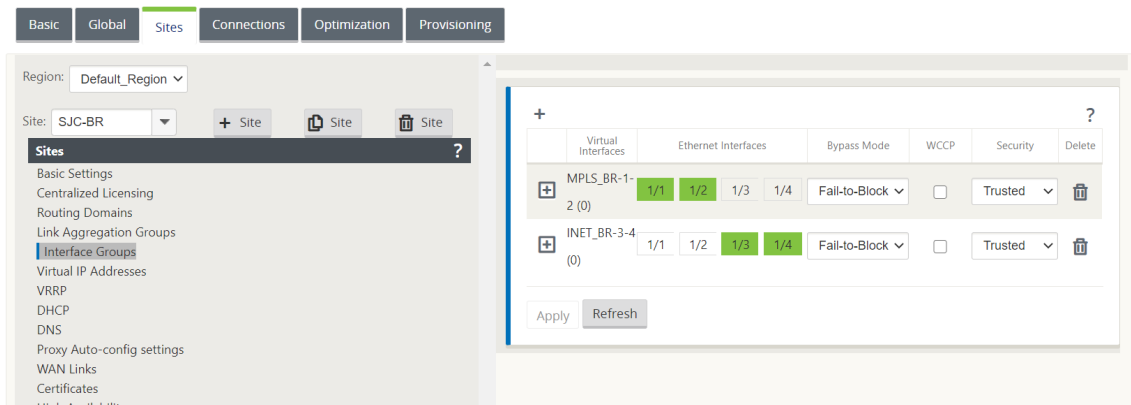 Basic Global Sites Connections Optimization Provisioning
Region: Default_Region
Site: SJC-BR + Site Site Site
Sites ?
Basic Settings
Centralized Licensing
Routing Domains
Link Aggregation Groups
Interface Groups
Virtual IP Addresses
VRRP
DHCP
DNS
Proxy Auto-config settings
WAN Links
Certificates
+ ?
Virtual
Interfaces Ethernet Interfaces Bypass Mode WCCP Security Delete
MPLS_BR-1-
2 (0) 1/1 1/2 1/3 1/4 Fail-to-Block Trusted
INET_BR-3-4
(0) 1/1 1/2 1/3 1/4 Fail-to-Block Trusted
Apply Refresh